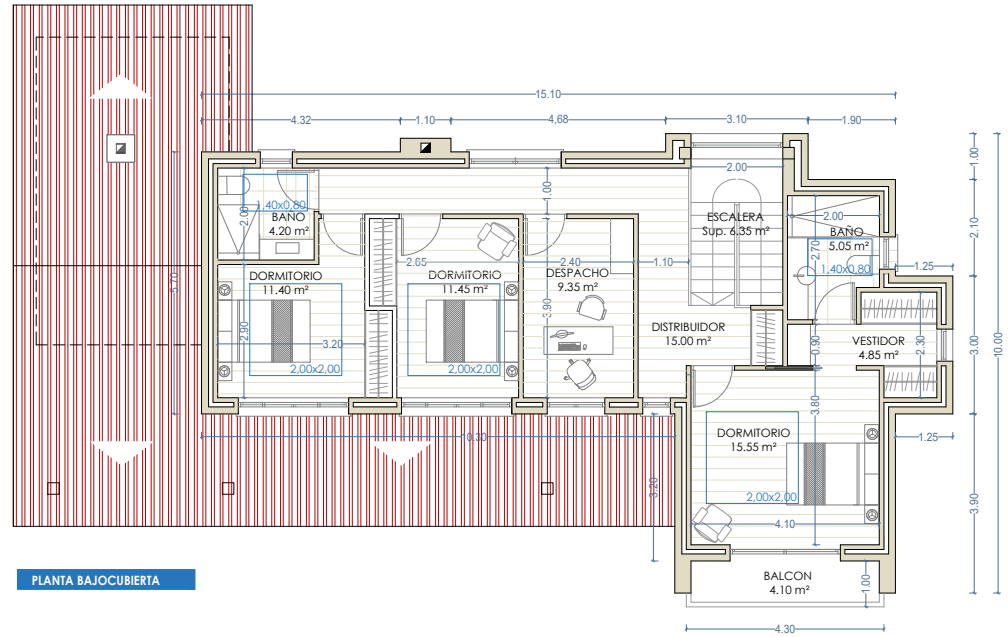 15.10
4.32
1.10
4,68
3.10
1.90
1.00
2.00
1.00
1,40x0,80
BAÑO
4.20 m²
2.00
ESCALERA
Sup. 6.35 m²
2.00
BAÑO
5.05 m²
2.10
2.70
1,40x0,80
1.25
5.70
DORMITORIO
11.40 m²
2.65
DORMITORIO
11.45 m²
2.40
DESPACHO
9.35 m²
1.10
3.90
2.90
3.20
2,00x2,00
2,00x2,00
DISTRIBUIDOR
15.00 m²
0.90
VESTIDOR
4.85 m²
2.30
3.00
10.00
3.80
10.30
DORMITORIO
15.55 m²
1.25
3.20
2,00x2,00
3.90
4.10
PLANTA BAJOCUBIERTA
BALCON
4.10 m²
1.00
4.30